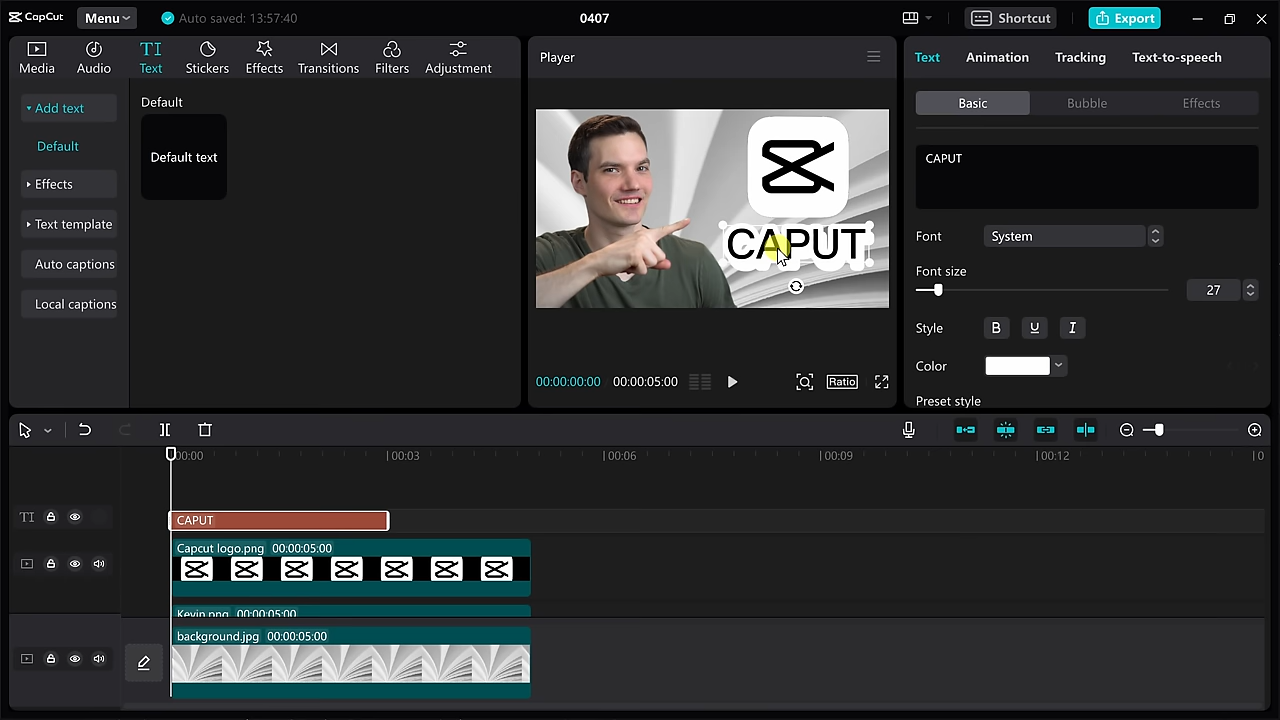 CapCut
Menu
Auto saved: 13:57:40
0407
Shortcut
Export
Media
Audio
TI
Text
Stickers
Effects
Transitions
Filters
Adjustment
Add text
Default
Effects
Text template
Auto captions
Local captions
Default
Default text
Player
CAPUT
00:00:00:00
00:00:05:00
Ratio
Text
Animation
Tracking
Text-to-speech
Basic
Bubble
Effects
CAPUT
Font
System
Font size
27
Style
B
U
I
Color
Preset style
00:00
00:03
00:06
00:09
00:12
0
TI
CAPUT
Capcut logo.png 00:00:05:00
Kevin.png 00:00:05:00
background.jpg 00:00:05:00